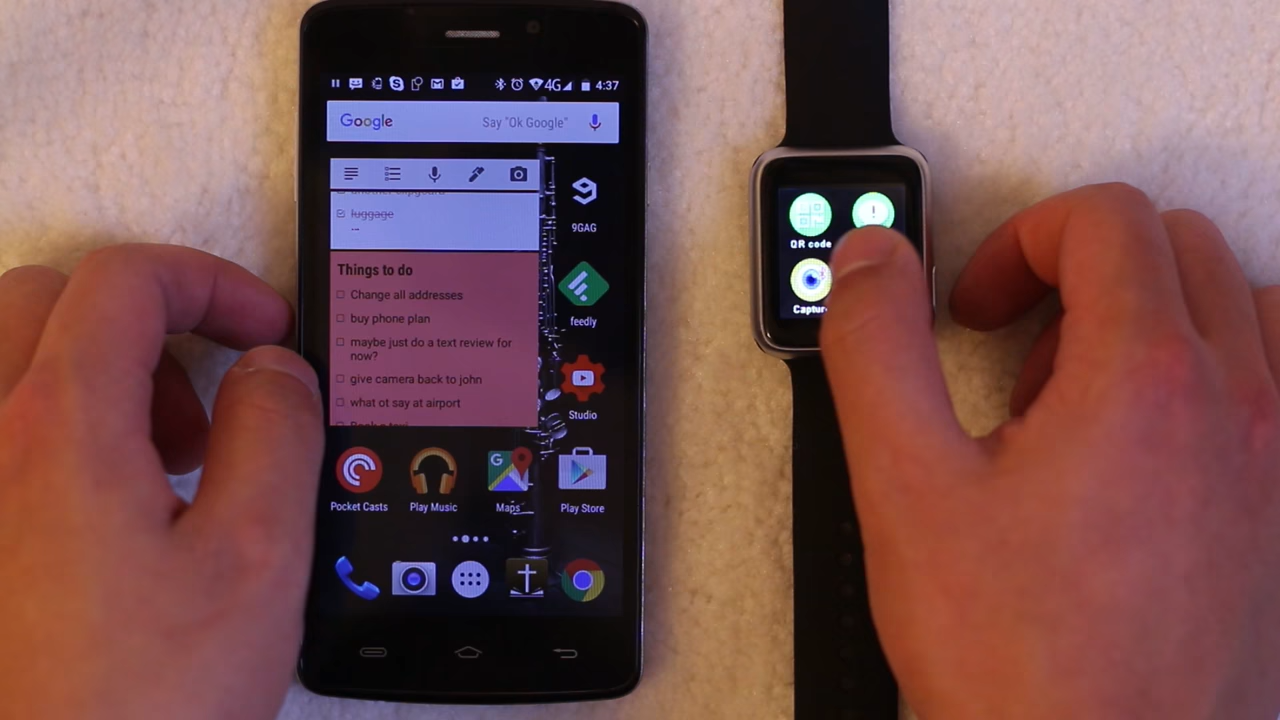 4G 4:37
Google Say "Ok Google"
luggage
Things to do
Change all addresses
buy phone plan
maybe just do a text review for
now?
give camera back to john
what ot say at airport
9GAG
feedly
Studio
Pocket Casts Play Music Maps Play Store
QR code